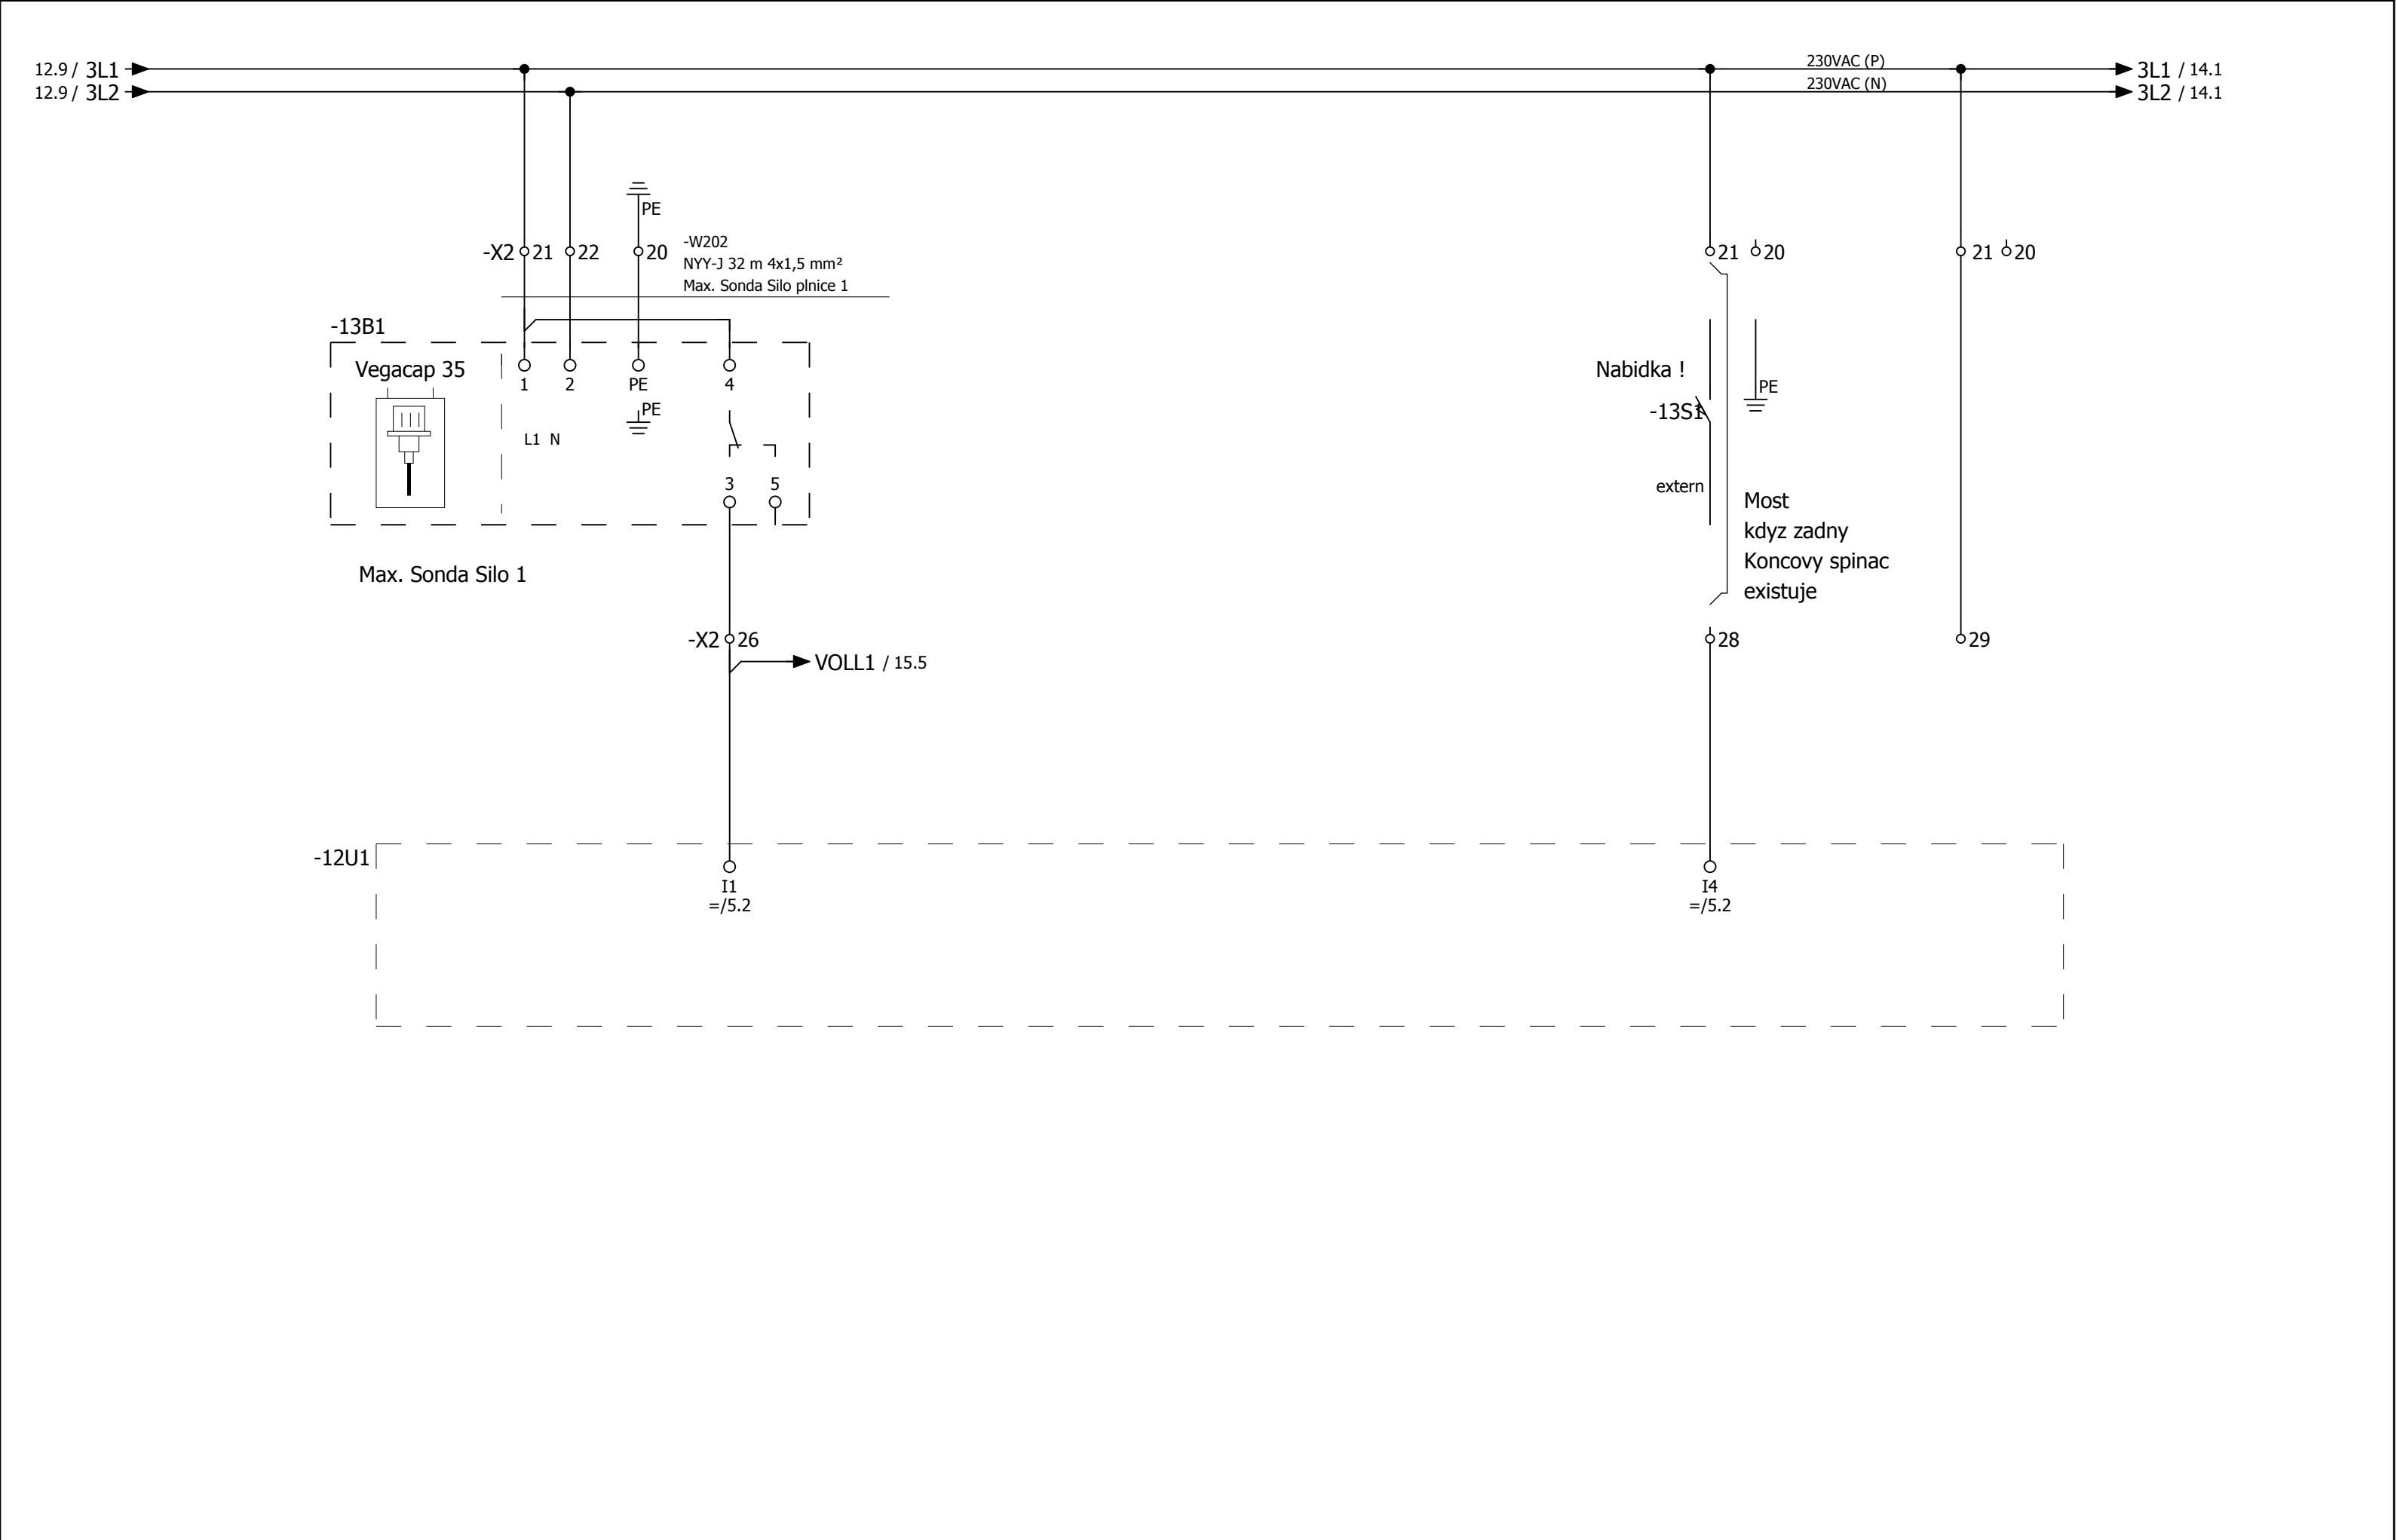 12.9 / 3L1
230VAC (P)
3L1 / 14.1
12.9 / 3L2
230VAC (N)
3L2 / 14.1
PE
-X2 21 22 20
-W202
NYY-J 32 m 4x1,5 mm²
Max. Sonda Silo plnice 1
21 20
21 20
-13B1
Vegacap 35
1 2 PE 4
PE
L1 N
3 5
Max. Sonda Silo 1
Nabidka !
PE
-13S1
extern
Most
kdyz zadny
Koncovy spinac
existuje
-X2 26
28
29
VOLL1 / 15.5
-12U1
I1
=/5.2
I4
=/5.2